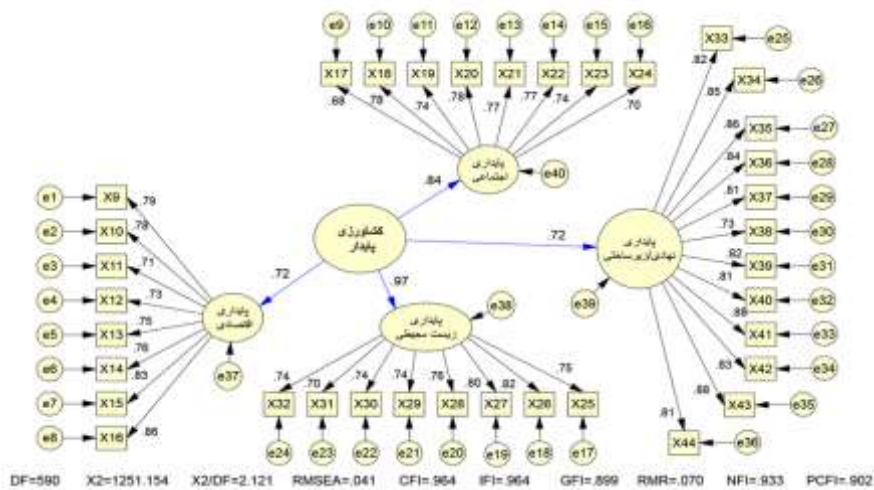 e9 e10 e11 e12 e13 e14 e15 e16
X17 X18 X19 X20 X21 X22 X23 X24
.68 .78 .74 .78 .77 .77 .74 .70
پایداری
اجتماعی
e40
.84
کشاورزی
پایدار
.72
.72
.97
e1 X9 .79
e2 X10 .78
e3 X11 .71
e4 X12 .73
e5 X13 .75
e6 X14 .76
e7 X15 .83
e8 X16 .86
پایداری
اقتصادی
e37
پایداری
زیست محیطی
e38
.74 .70 .74 .74 .76 .80 .82 .75
X32 X31 X30 X29 X28 X27 X26 X25
e24 e23 e22 e21 e20 e19 e18 e17
پایداری
نهادی/زیرساختی
e39
.82 X33 e25
.85 X34 e26
.86 X35 e27
.84 X36 e28
.81 X37 e29
.73 X38 e30
.82 X39 e31
.81 X40 e32
X41 e33
.83 X42 e34
X43 e35
.81 X44 e36
DF=590 X2=1251.154 X2/DF=2.121 RMSEA=.041 CFI=.964 IFI=.964 GFI=.899 RMR=.070 NFI=.933 PCFI=.902